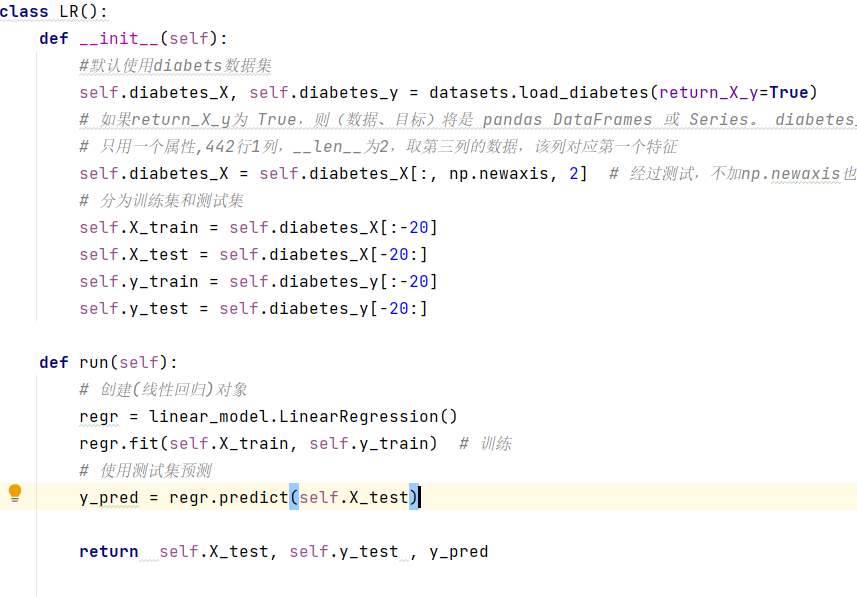 class LR():
    def __init__(self):
        #默认使用diabets数据集
        self.diabetes_X, self.diabetes_y = datasets.load_diabetes(return_X_y=True)
        # 如果return_X_y为 True，则（数据、目标）将是 pandas DataFrames 或 Series。 diabetes_
        # 只用一个属性,442行1列，__len__为2，取第三列的数据，该列对应第一个特征
        self.diabetes_X = self.diabetes_X[:, np.newaxis, 2]  # 经过测试，不加np.newaxis也
        # 分为训练集和测试集
        self.X_train = self.diabetes_X[:-20]
        self.X_test = self.diabetes_X[-20:]
        self.y_train = self.diabetes_y[:-20]
        self.y_test = self.diabetes_y[-20:]
    def run(self):
        # 创建(线性回归)对象
        regr = linear_model.LinearRegression()
        regr.fit(self.X_train, self.y_train)  # 训练
        # 使用测试集预测
        y_pred = regr.predict(self.X_test)
        return  self.X_test, self.y_test , y_pred